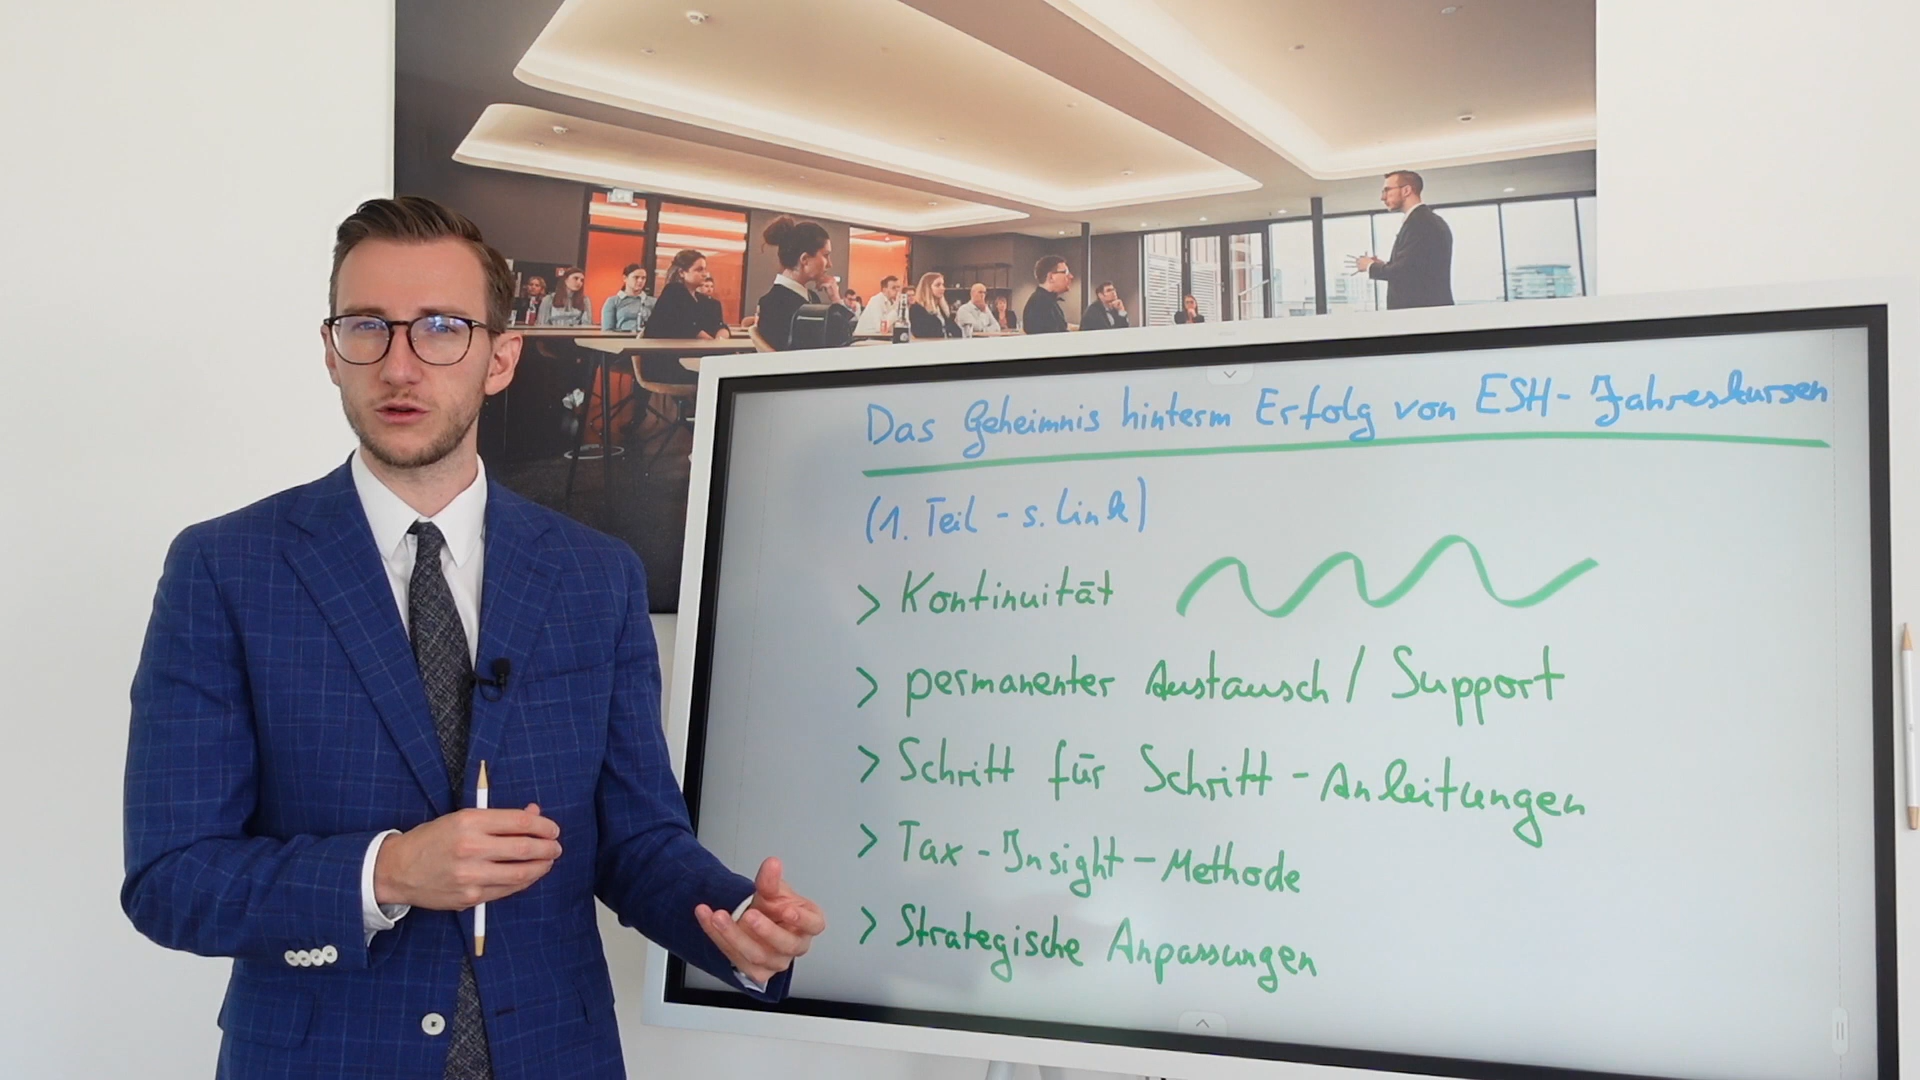 Das Geheimnis hinterm Erfolg von ESH-Jahreskursen
(1. Teil - s. Link)
> Kontinuität
> permanenter Austausch / Support
> Schritt für Schritt - Anleitungen
> Tax - Insight - Methode
> Strategische Anpassungen